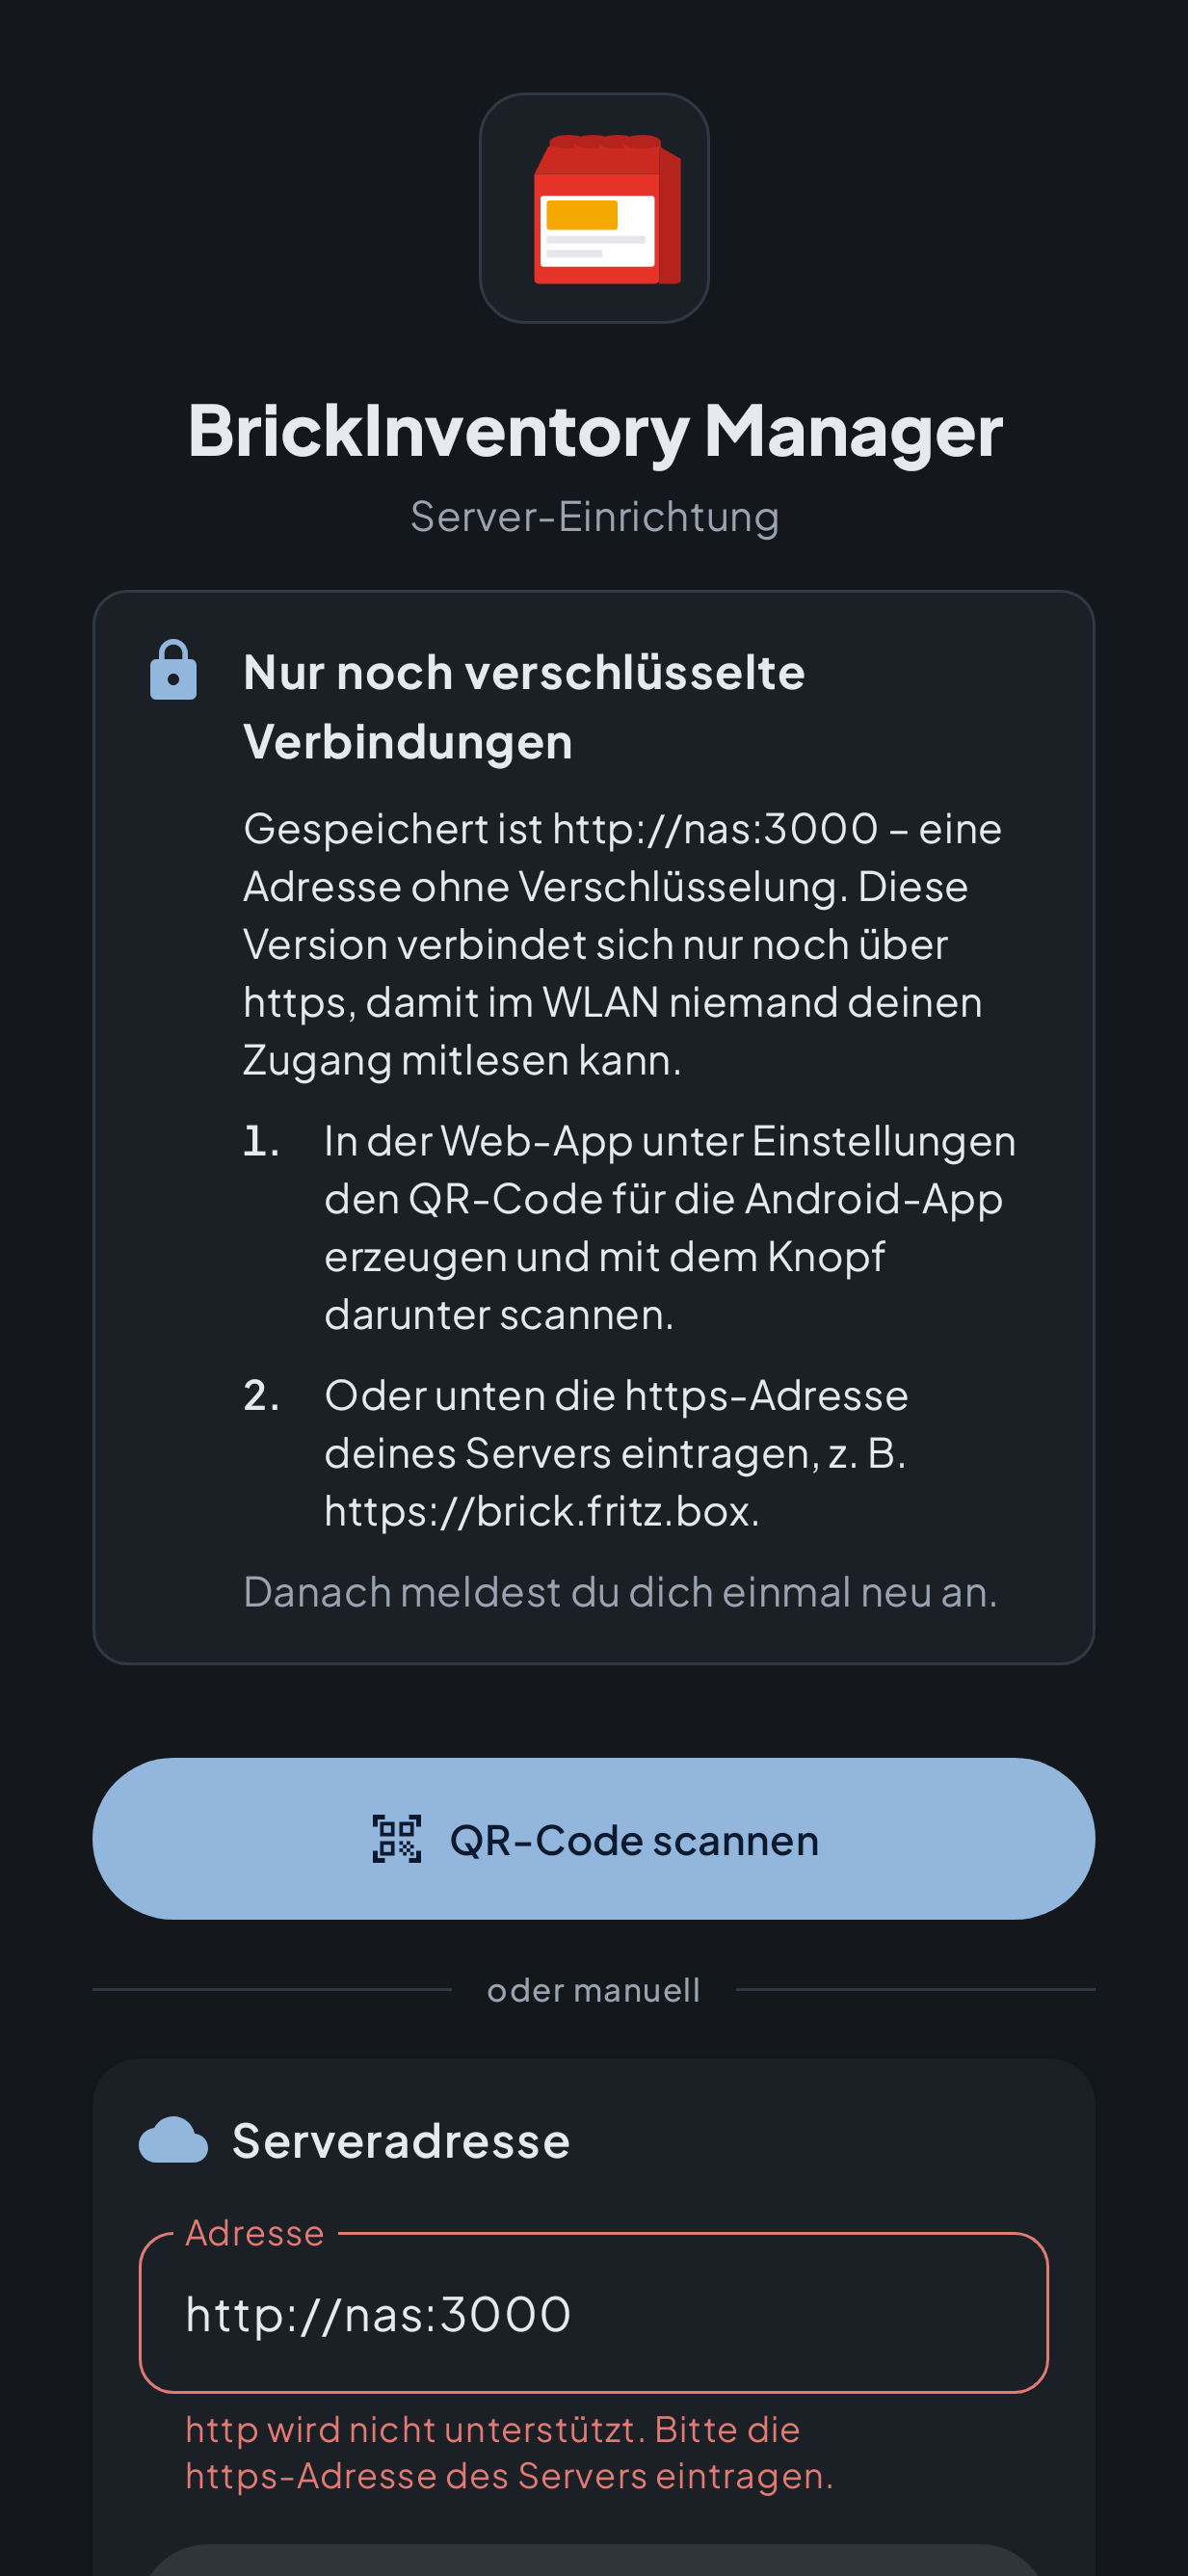 BrickInventory Manager
Server-Einrichtung
Nur noch verschlüsselte
Verbindungen
Gespeichert ist http://nas:3000 – eine
Adresse ohne Verschlüsselung. Diese
Version verbindet sich nur noch über
https, damit im WLAN niemand deinen
Zugang mitlesen kann.
1. In der Web-App unter Einstellungen
den QR-Code für die Android-App
erzeugen und mit dem Knopf
darunter scannen.
2. Oder unten die https-Adresse
deines Servers eintragen, z. B.
https://brick.fritz.box.
Danach meldest du dich einmal neu an.
QR-Code scannen
oder manuell
Serveradresse
Adresse
http://nas:3000
http wird nicht unterstützt. Bitte die
https-Adresse des Servers eintragen.